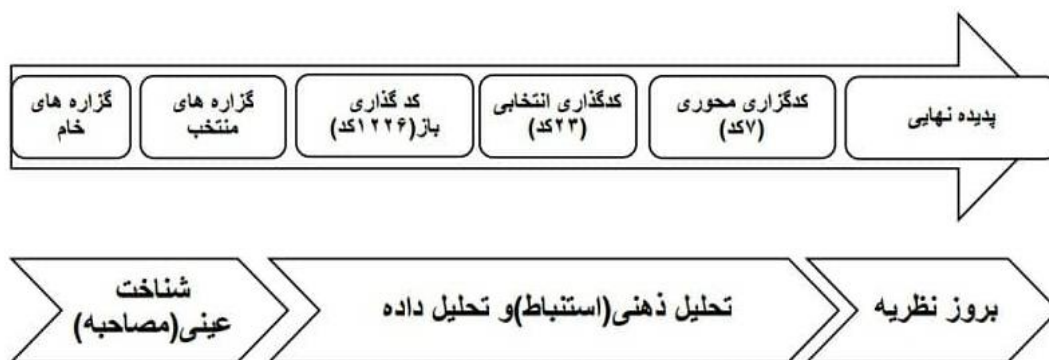 گزاره های
خام
گزاره های
منتخب
کد گذاری
باز(۱۲۲۶کد)
کدگذاری انتخابی
(۲۳کد)
کدگزاری محوری
(۷کد)
پدیده نهایی
شناخت
عینی(مصاحبه)
تحلیل ذهنی(استنباط)و تحلیل داده
بروز نظریه